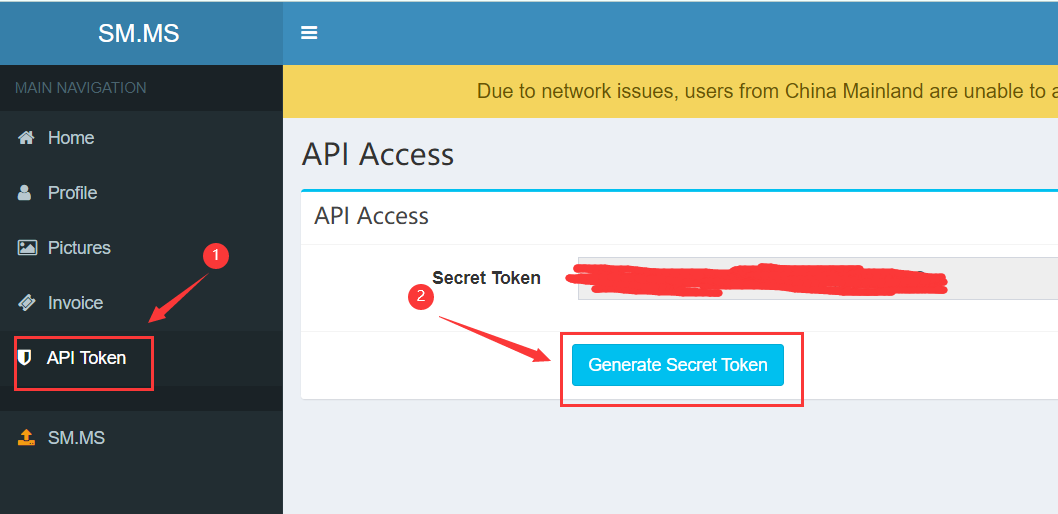 SM.MS
MAIN NAVIGATION
Due to network issues, users from China Mainland are unable to a
Home
Profile
Pictures
Invoice
API Token
SM.MS
API Access
API Access
1
Secret Token
2
Generate Secret Token